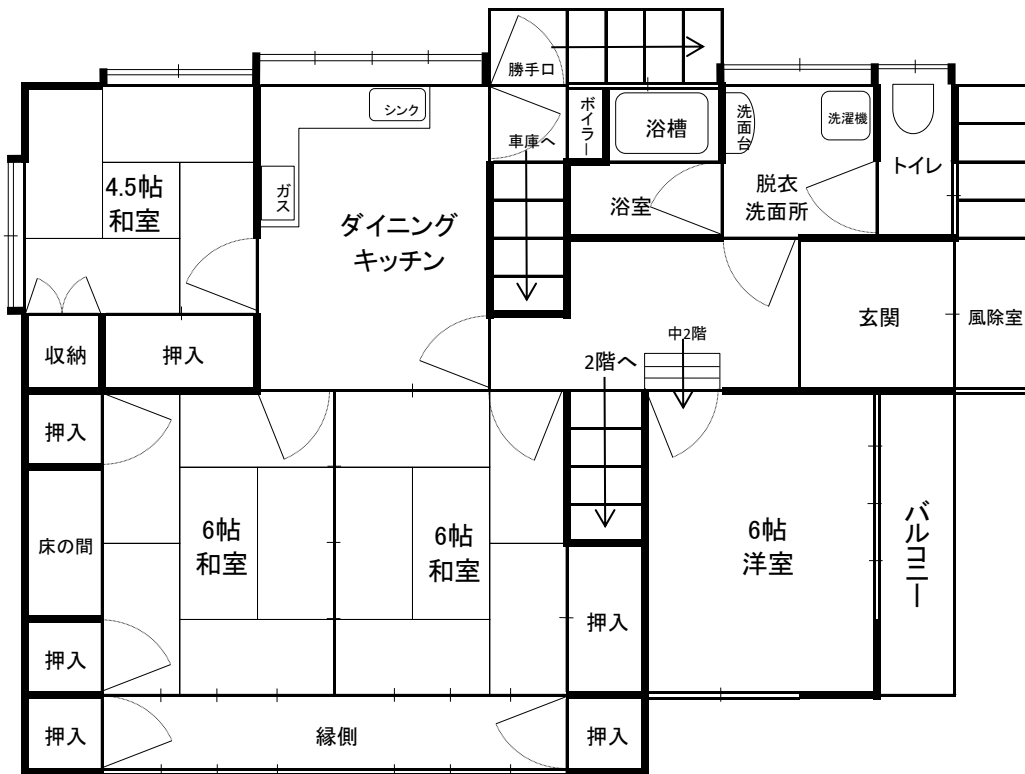 勝手口
シンク
車庫へ
ボイラー
浴槽
洗面台
洗濯機
トイレ
4.5帖
和室
ガス
ダイニング
キッチン
浴室
脱衣
洗面所
収納
押入
玄関
風除室
中2階
2階へ
押入
床の間
6帖
和室
6帖
和室
6帖
洋室
バルコニー
押入
押入
押入
縁側
押入